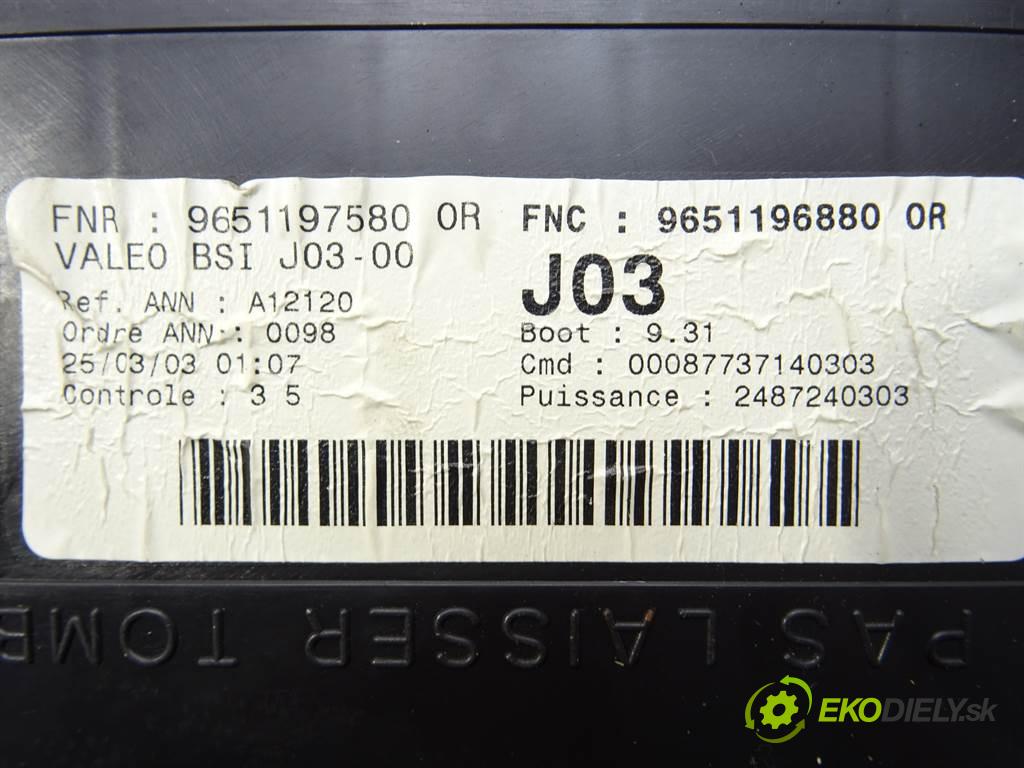 FNR : 9651197580 OR
VALEO BSI J03-00
Ref. ANN : A12120
Ordre ANN : 0098
25/03/03 01:07
Controle : 3 5
FNC : 9651196880 OR
J03
Boot : 9.31
Cmd : 00087737140303
Puissance : 2487240303
PAS LAISSER TOMB
EKODIELY.sk